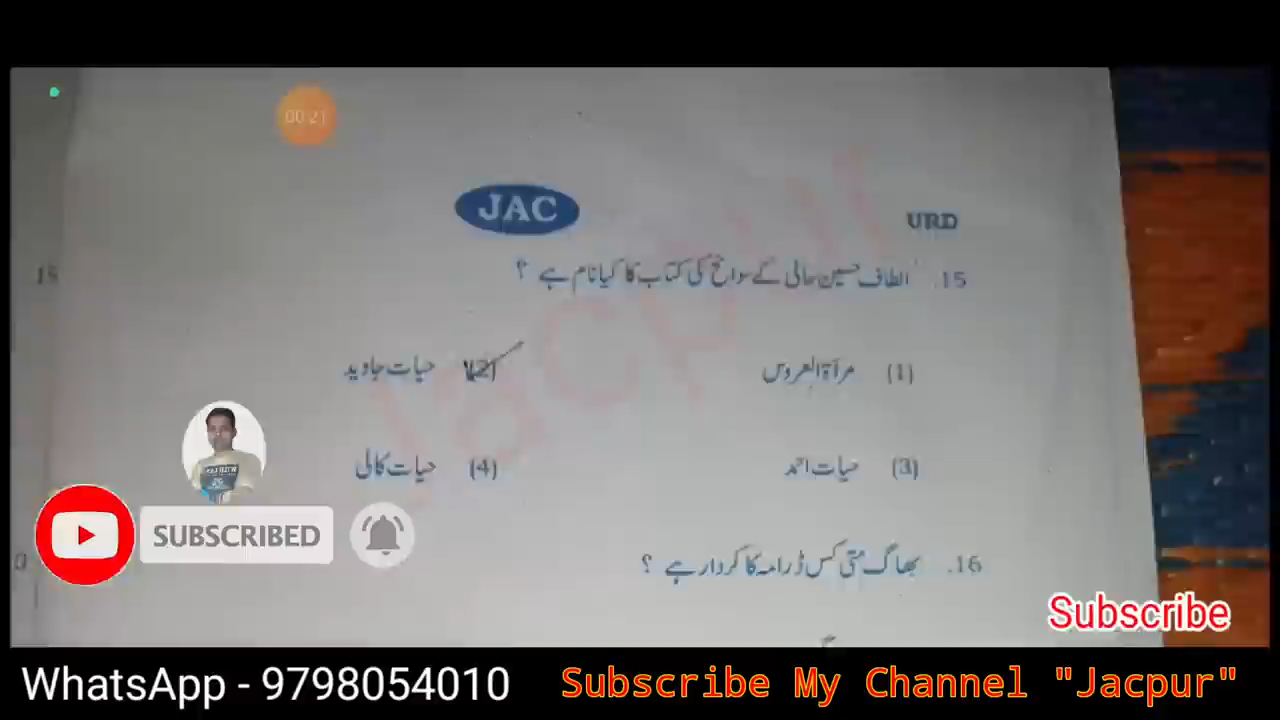 00:21
JAC
URD
15
15. الطاف حسین حالی کے سوانح کی کتاب کا کیا نام ہے ؟
(1) مراۃ العروس
(2) حیات جاوید
(3) حیات احمد
(4) حیات کالی
16. بھاگ متی کس ڈرامہ کا کردار ہے ؟
Jacpur
SUBSCRIBED
Subscribe
WhatsApp - 9798054010
Subscribe My Channel "Jacpur"